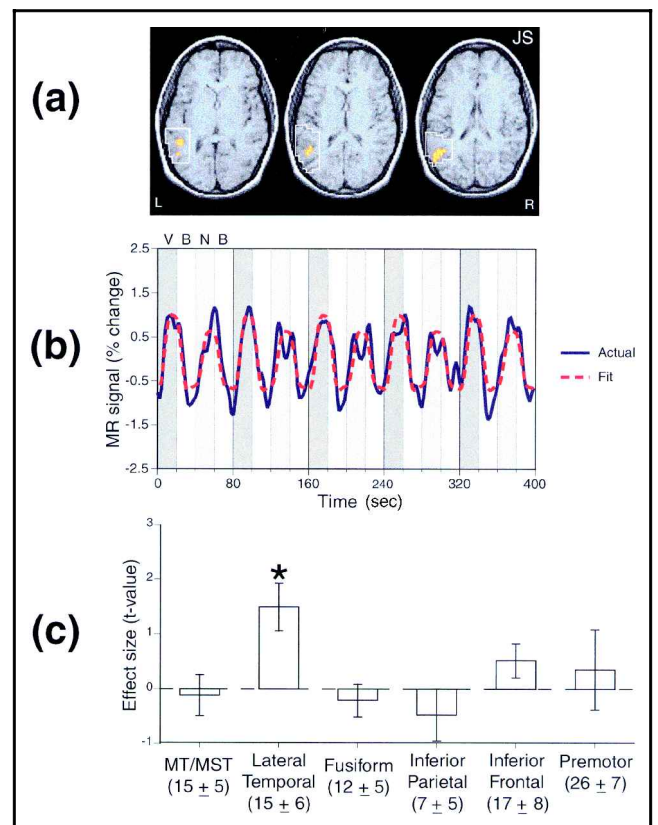 (a)
JS
L
R
V B N B
(b)
MR signal (% change)
2.5
1.5
0.5
-0.5
-1.5
-2.5
0
80
160
240
320
400
Time (sec)
Actual
Fit
(c)
Effect size (t-value)
3
2
1
0
-1
*
MT/MST
(15 ± 5)
Lateral
Temporal
(15 ± 6)
Fusiform
(12 ± 5)
Inferior
Parietal
(7 ± 5)
Inferior
Frontal
(17 ± 8)
Premotor
(26 ± 7)